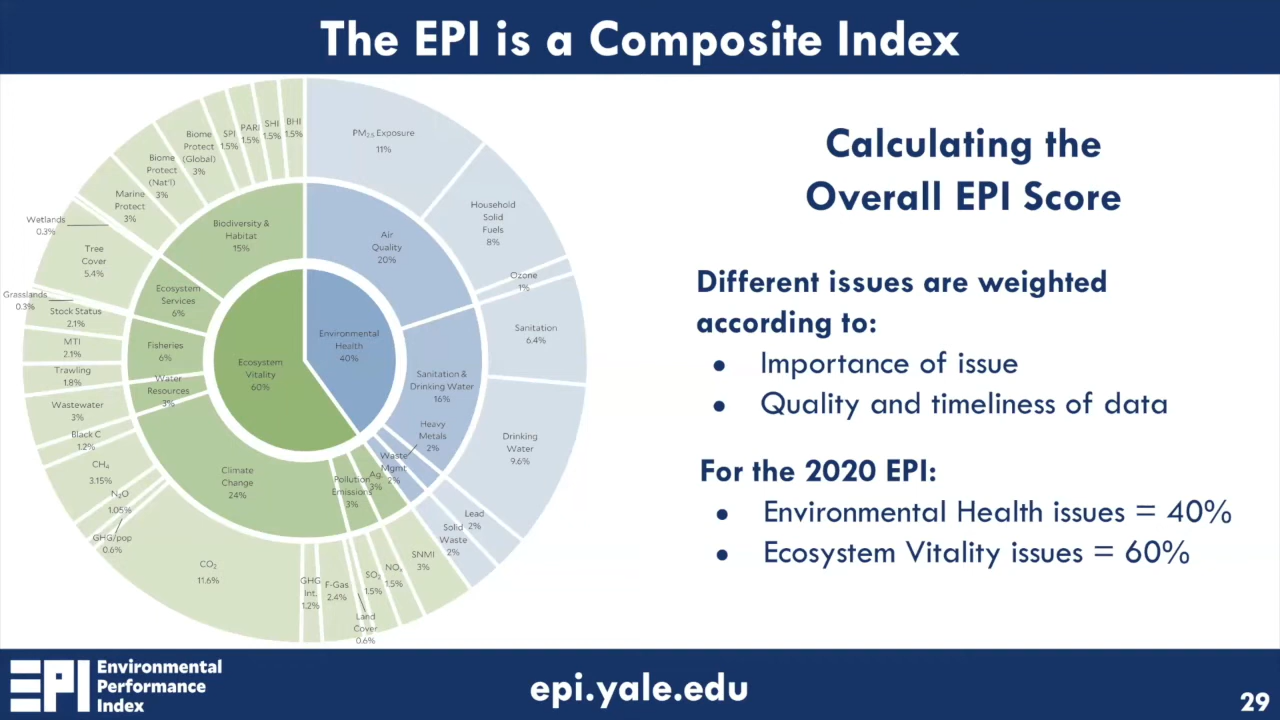 The EPI is a Composite Index
BHI
1.5%
SHI
1.5%
PARI
1.5%
SPI
1.5%
Biome
Protect
(Global)
3%
Biome
Protect
(Nat'l)
3%
Marine
Protect
3%
Wetlands
0.3%
Tree
Cover
5.4%
Grasslands
0.3%
Stock Status
2.1%
MTI
2.1%
Trawling
1.8%
Wastewater
3%
Black C
1.2%
CH₄
3.15%
N₂O
1.05%
GHG/pop
0.6%
CO₂
11.6%
GHG
Int.
1.2%
F-Gas
2.4%
Land
Cover
0.6%
SO₂
1.5%
NOₓ
1.5%
SNMI
3%
Solid
Waste
2%
Lead 2%
Drinking
Water
9.6%
Sanitation
6.4%
Ozone
1%
Household
Solid
Fuels
8%
PM₂.₅ Exposure
11%
Biodiversity &
Habitat
15%
Ecosystem
Services
6%
Fisheries
6%
Water
Resources
3%
Climate
Change
24%
Pollution
Emissions
3%
Ag
3%
Waste
Mgmt
2%
Heavy
Metals
2%
Sanitation &
Drinking Water
16%
Air
Quality
20%
Environmental
Health
40%
Ecosystem
Vitality
60%
Calculating the
Overall EPI Score
Different issues are weighted
according to:
● Importance of issue
● Quality and timeliness of data
For the 2020 EPI:
● Environmental Health issues = 40%
● Ecosystem Vitality issues = 60%
EPI
Environmental
Performance
Index
epi.yale.edu
29